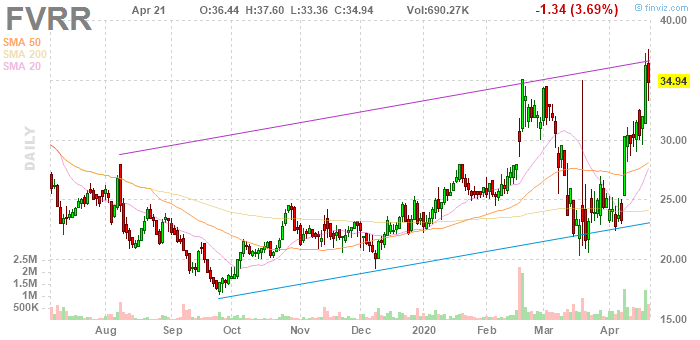 FVRR Apr 21 O:36.44 H:37.60 L:33.36 C:34.94 Vol:690.27K -1.34 (3.69%) © finviz.com
SMA 50
SMA 200
SMA 20
DAILY
40.00
34.94
30.00
25.00
20.00
15.00
2.5M
2M
1.5M
1M
500K
Aug Sep Oct Nov Dec 2020 Feb Mar Apr